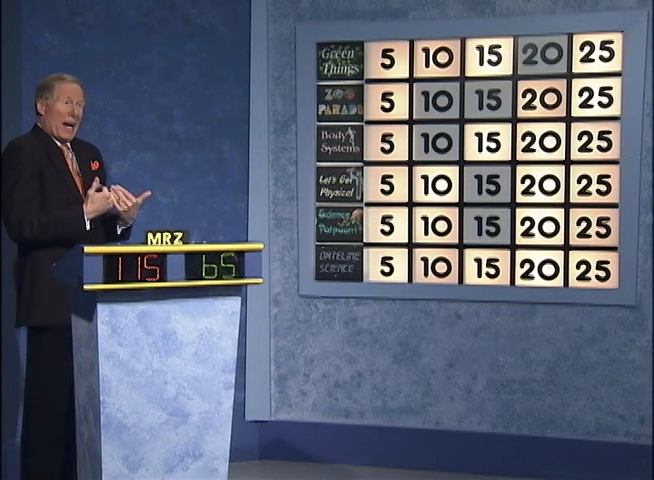 Green Things 5 10 15 20 25
ZOO PARADE 5 10 15 20 25
Body Systems 5 10 15 20 25
Let's Get Physical! 5 10 15 20 25
Science Potpourri 5 10 15 20 25
DATELINE SCIENCE 5 10 15 20 25
MRZ
115 65